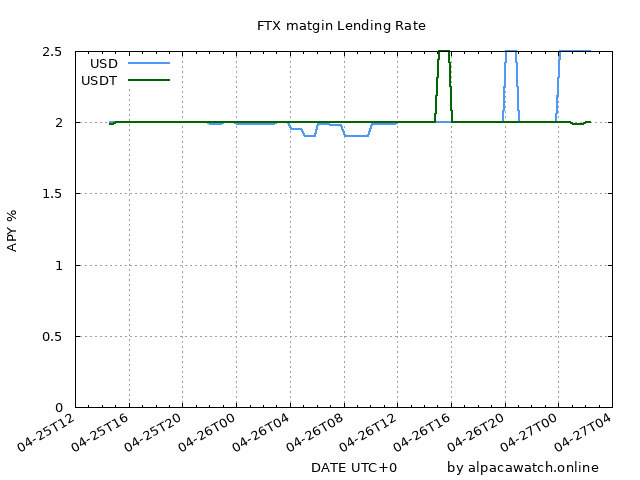 FTX matgin Lending Rate
USD
USDT
2.5
2
1.5
1
0.5
0
APY %
04-25T12
04-25T16
04-25T20
04-26T00
04-26T04
04-26T08
04-26T12
04-26T16
04-26T20
04-27T00
04-27T04
DATE UTC+0
by alpacawatch.online